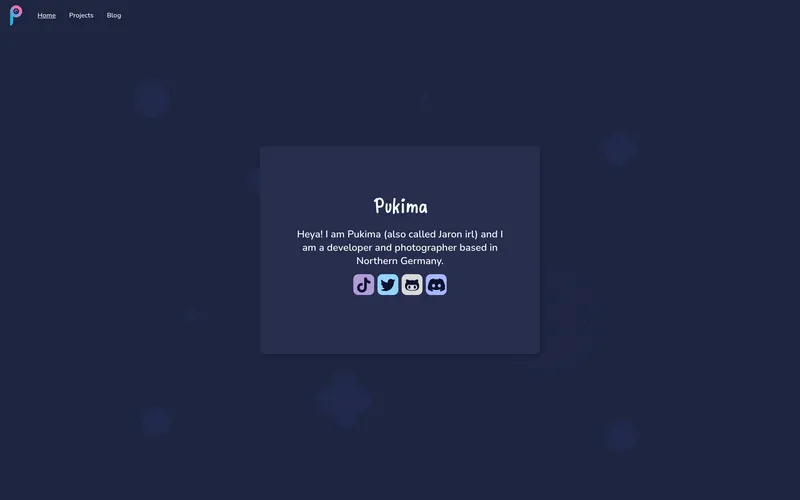 Home
Projects
Blog
Pukima
Heya! I am Pukima (also called Jaron irl) and I
am a developer and photographer based in
Northern Germany.